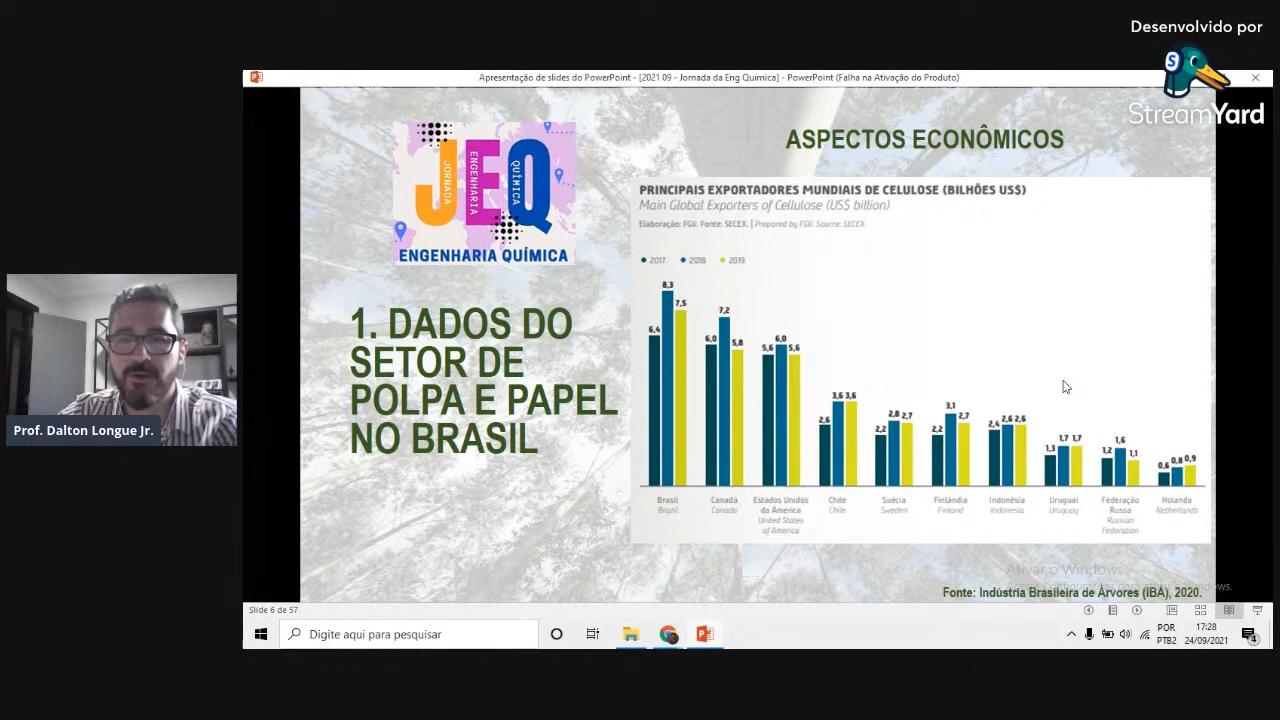 Desenvolvido por
S
StreamYard
Apresentação de slides do PowerPoint - [2021 09 - Jornada da Eng Química] - PowerPoint (Falha na Ativação do Produto)
JEQ
JORNADA
ENGENHARIA
QUÍMICA
ENGENHARIA QUÍMICA
ASPECTOS ECONÔMICOS
1. DADOS DO
SETOR DE
POLPA E PAPEL
NO BRASIL
PRINCIPAIS EXPORTADORES MUNDIAIS DE CELULOSE (BILHÕES US$)
Main Global Exporters of Cellulose (US$ billion)
Elaboração: FGV. Fonte: SECEX. | Prepared by FGV. Source: SECEX.
2017 2018 2019
6,4 8,3 7,5
6,0 7,2 5,8
5,6 6,0 5,6
2,6 3,6 3,6
2,2 2,8 2,7
2,2 3,1 2,7
2,4 2,6 2,6
1,3 1,7 1,7
1,2 1,6 1,1
0,6 0,8 0,9
Brasil
Brazil
Canadá
Canada
Estados Unidos
da América
United States
of America
Chile
Chile
Suécia
Sweden
Finlândia
Finland
Indonésia
Indonesia
Uruguai
Uruguay
Federação
Russa
Russian
Federation
Holanda
Netherlands
Ativar o Windows
Fonte: Indústria Brasileira de Árvores (IBÁ), 2020.
Prof. Dalton Longue Jr.
Slide 6 de 57
Digite aqui para pesquisar
POR
PTB2
17:28
24/09/2021
4